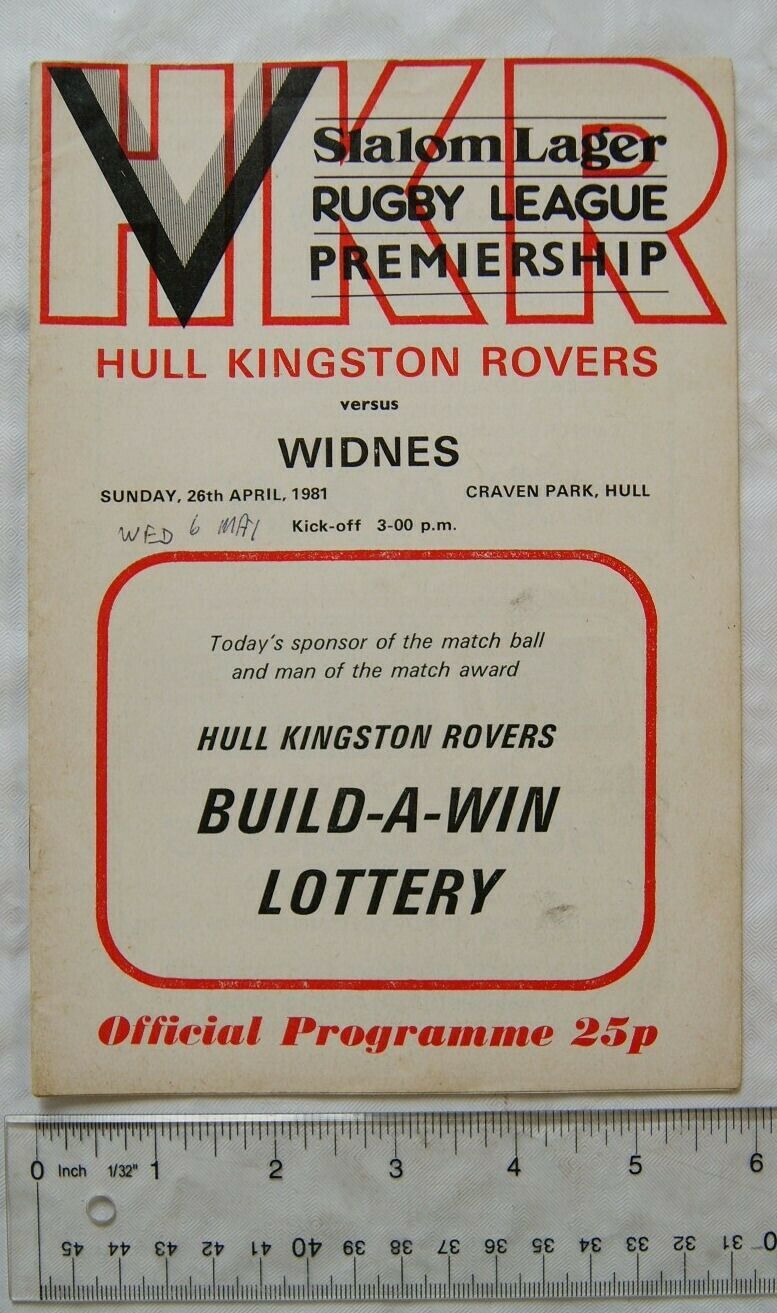 HKR
Slalom Lager
RUGBY LEAGUE
PREMIERSHIP
HULL KINGSTON ROVERS
versus
WIDNES
SUNDAY, 26th APRIL, 1981 CRAVEN PARK, HULL
WED 6 MAY Kick-off 3-00 p.m.
Today's sponsor of the match ball
and man of the match award
HULL KINGSTON ROVERS
BUILD-A-WIN
LOTTERY
Official Programme 25p
0 Inch 1/32" 1 2 3 4 5 6
45 44 43 42 41 40 39 38 37 36 35 34 33 32 31 0